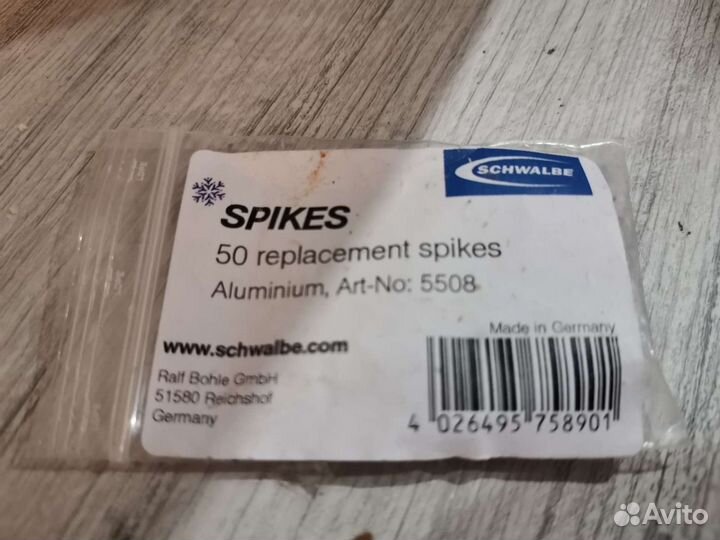 SCHWALBE
SPIKES
50 replacement spikes
Aluminium, Art-No: 5508
Made in Germany
www.schwalbe.com
Ralf Bohle GmbH
51580 Reichshof
Germany
4 026495 758901
Avito